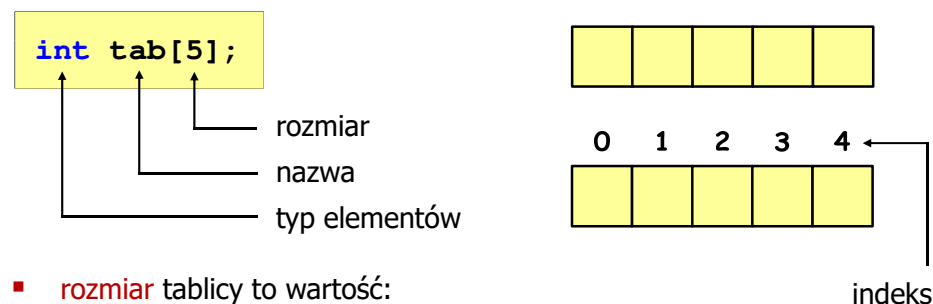 int tab[5];
rozmiar
nazwa
typ elementów
0 1 2 3 4
indeks
▪ rozmiar tablicy to wartość: